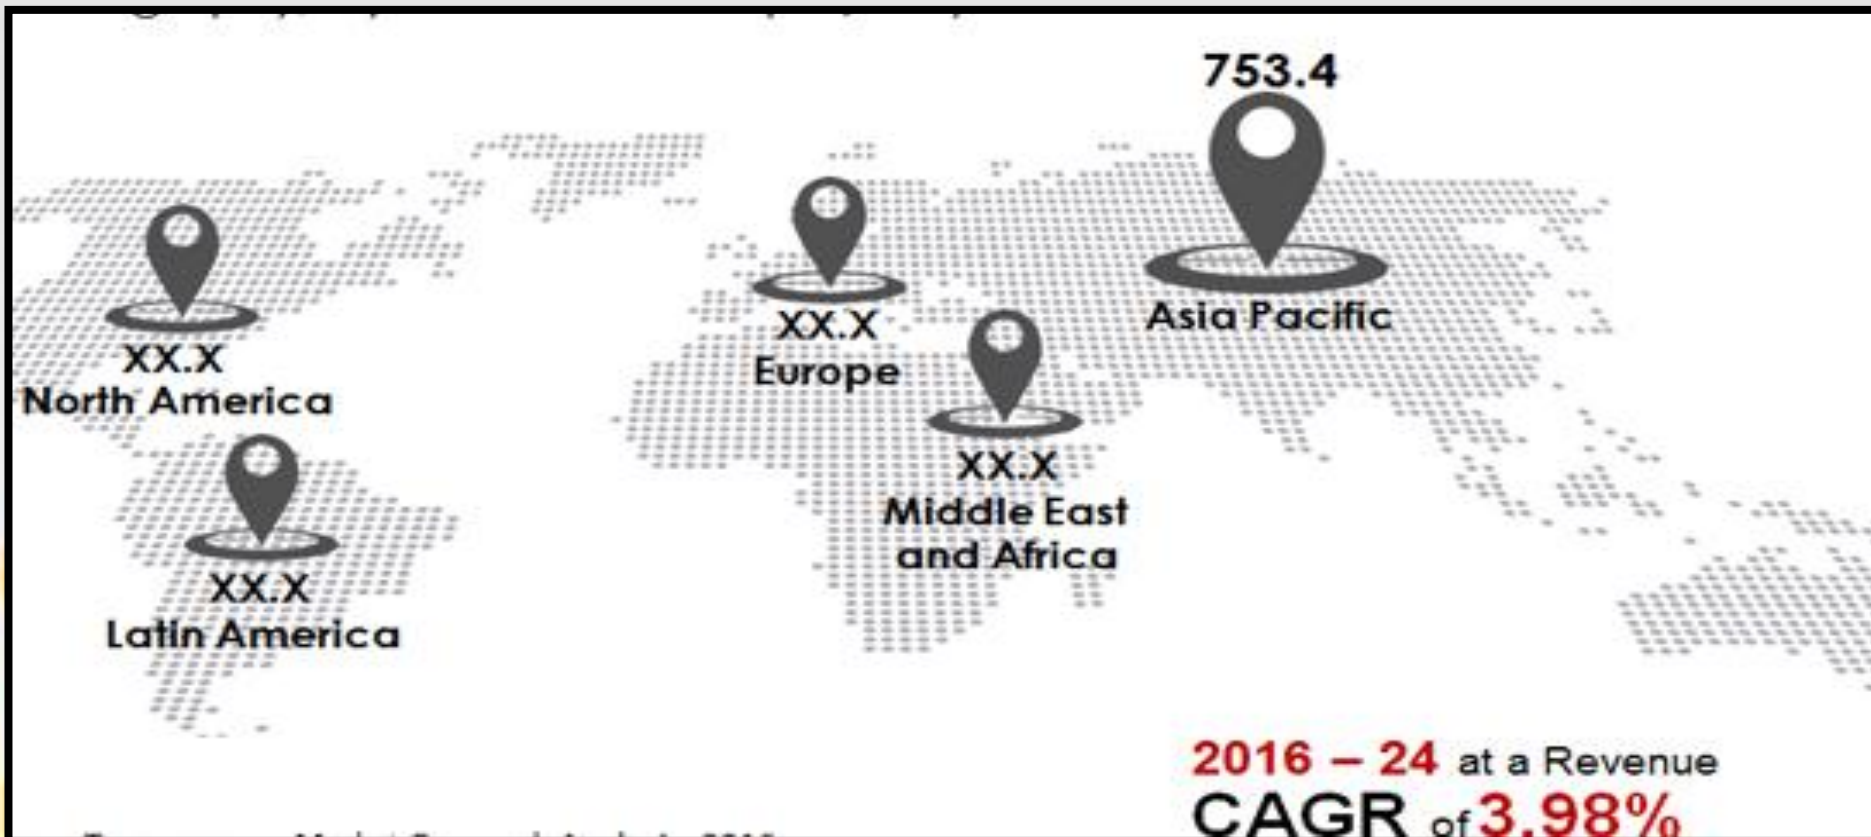 753.4
Asia Pacific
XX.X
Europe
XX.X
North America
XX.X
Middle East
and Africa
XX.X
Latin America
2016 – 24 at a Revenue
CAGR of 3.98%